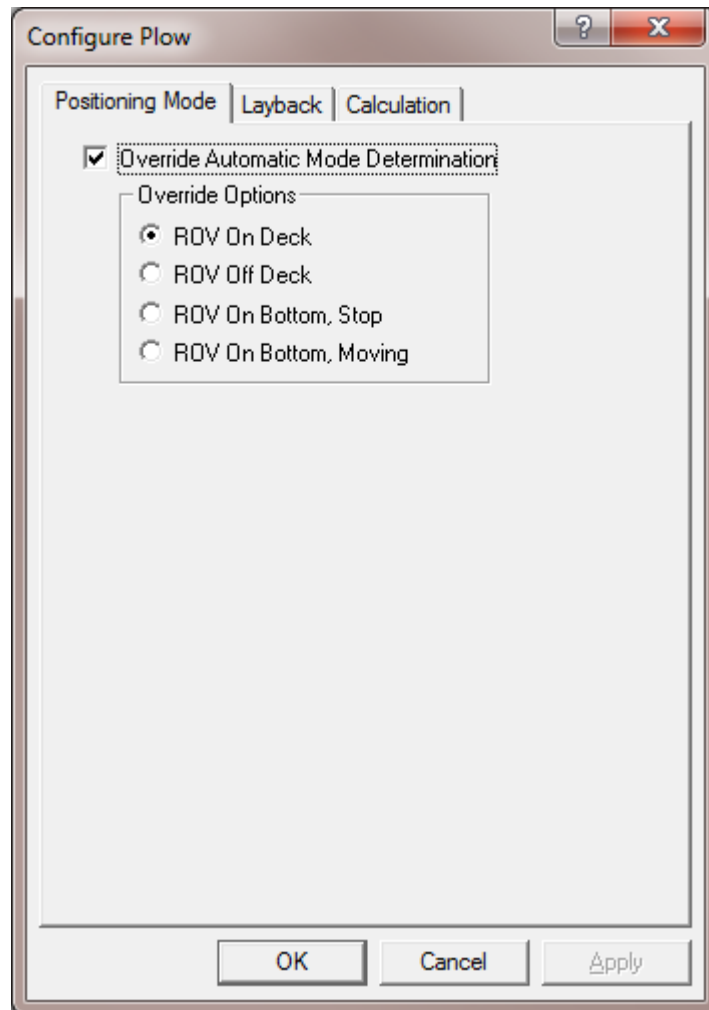 Configure Plow
?
Positioning Mode Layback Calculation
Override Automatic Mode Determination
Override Options
ROV On Deck
ROV Off Deck
ROV On Bottom, Stop
ROV On Bottom, Moving
OK Cancel Apply